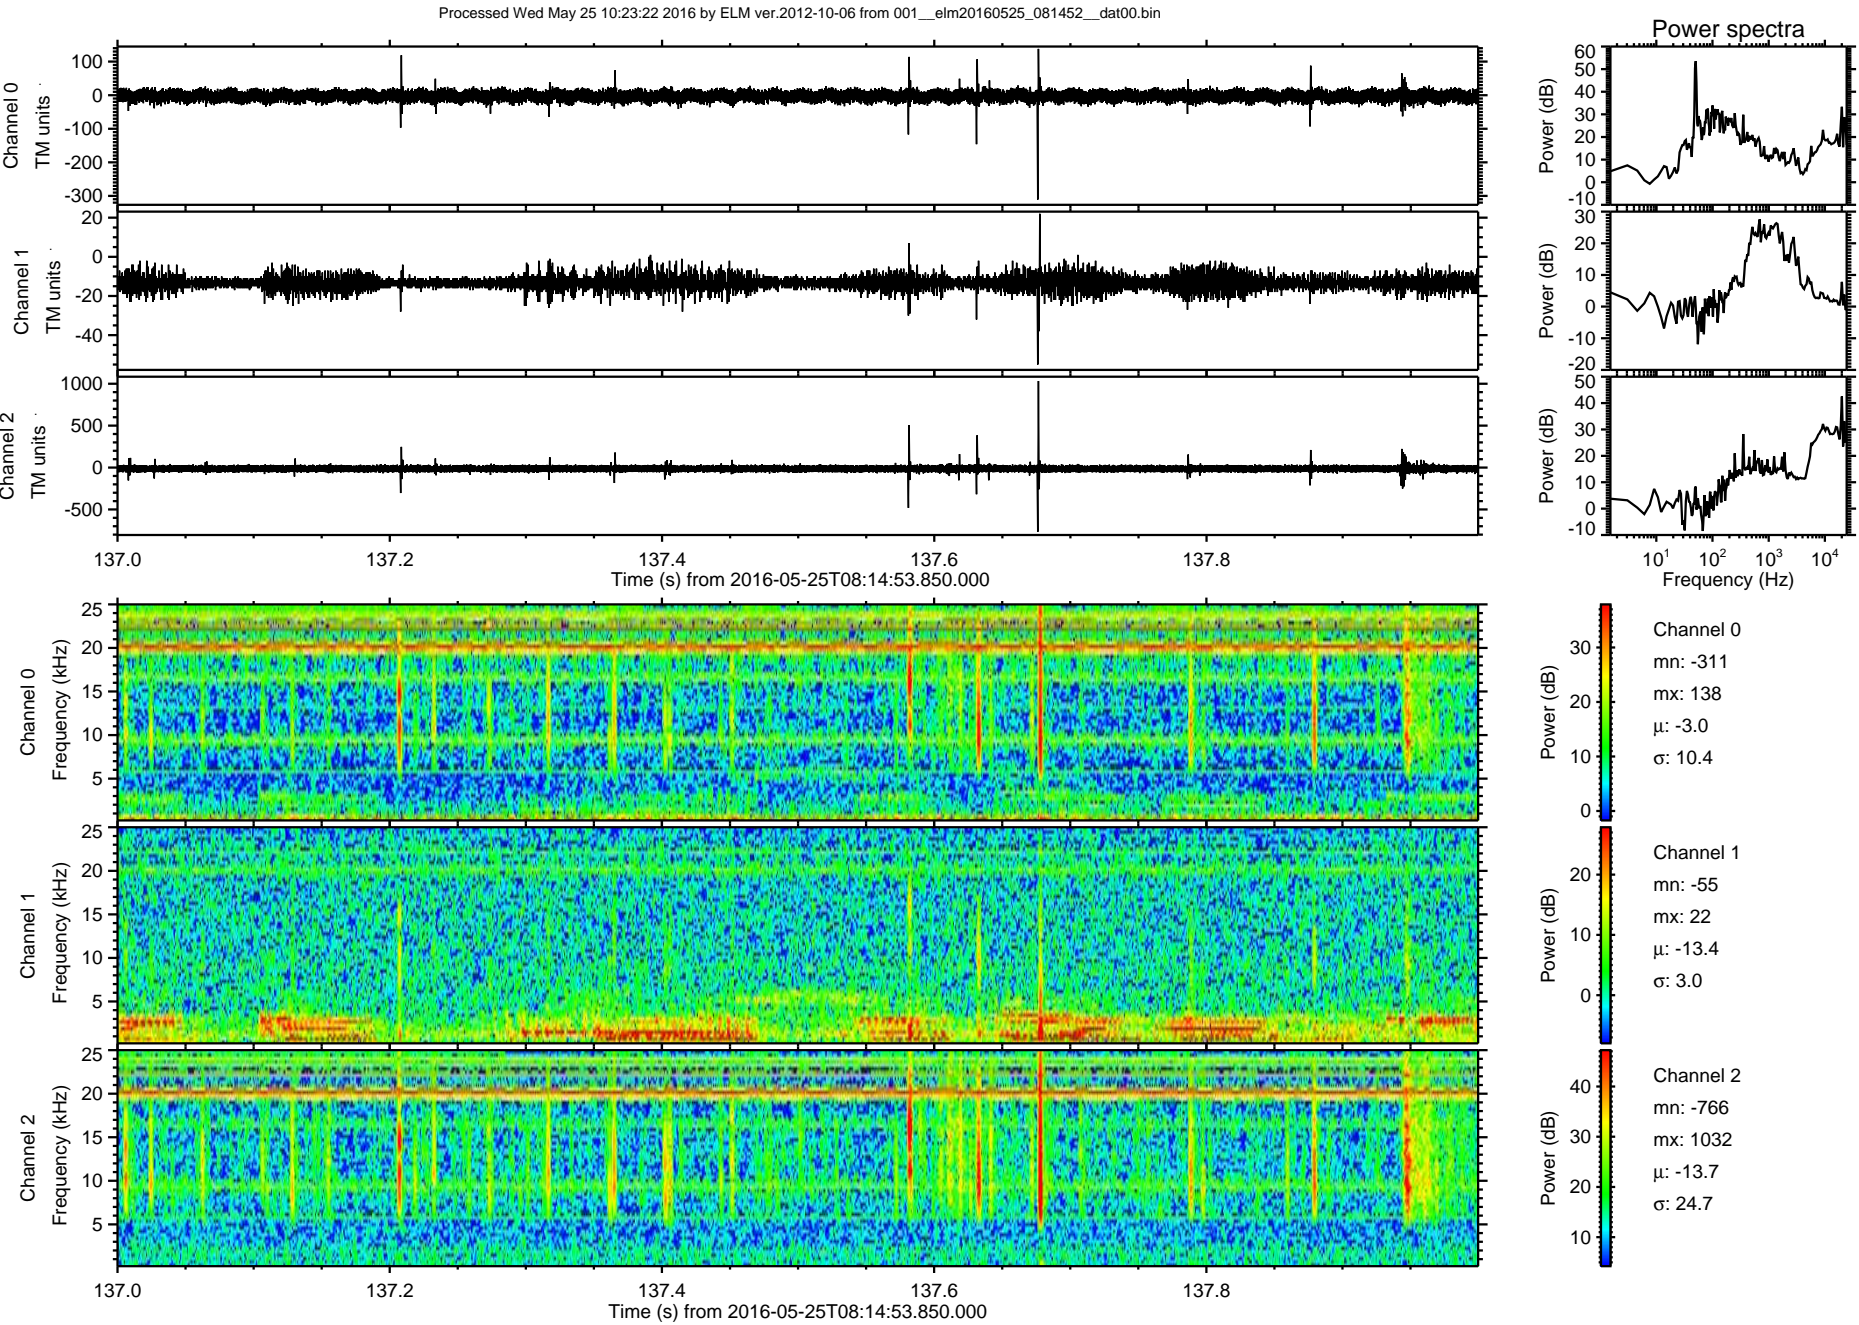 Processed Wed May 25 10:23:22 2016 by ELM ver.2012-10-06 from 001__elm20160525_081452__dat00.bin
Power spectra
Channel 0
TM units
100
0
-100
-200
-300
Power (dB)
60
50
40
30
20
10
0
-10
Channel 1
TM units
20
0
-20
-40
Power (dB)
30
20
10
0
-10
-20
Channel 2
TM units
1000
500
0
-500
Power (dB)
50
40
30
20
10
0
-10
137.0 137.2 137.4 137.6 137.8
Time (s) from 2016-05-25T08:14:53.850.000
10¹ 10² 10³ 10⁴
Frequency (Hz)
Channel 0
Frequency (kHz)
25
20
15
10
5
Power (dB)
30
20
10
0
Channel 0
mn: -311
mx: 138
μ: -3.0
σ: 10.4
Channel 1
Frequency (kHz)
25
20
15
10
5
Power (dB)
20
10
0
Channel 1
mn: -55
mx: 22
μ: -13.4
σ: 3.0
Channel 2
Frequency (kHz)
25
20
15
10
5
Power (dB)
40
30
20
10
Channel 2
mn: -766
mx: 1032
μ: -13.7
σ: 24.7
137.0 137.2 137.4 137.6 137.8
Time (s) from 2016-05-25T08:14:53.850.000